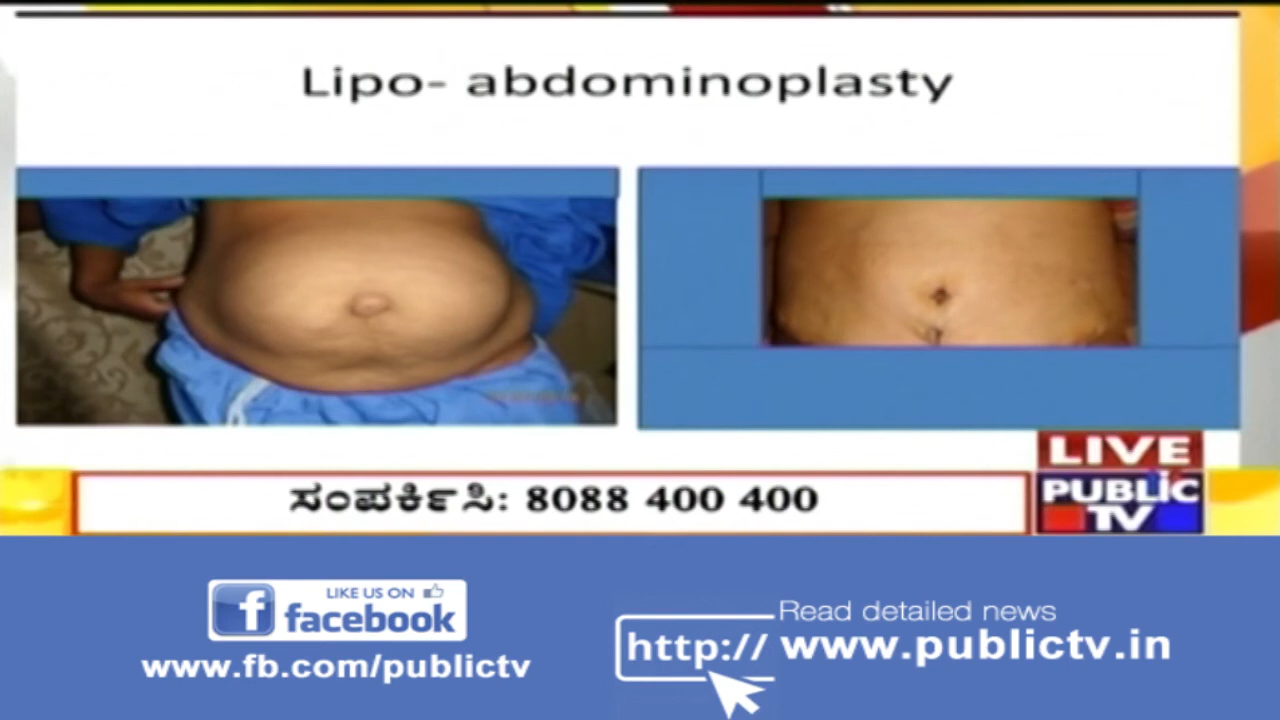 Lipo- abdominoplasty
LIVE
ಸಂಪರ್ಕಿಸಿ: 8088 400 400
PUBLiC
TV
LIKE US ON
f facebook
www.fb.com/publictv
Read detailed news
http:// www.publictv.in